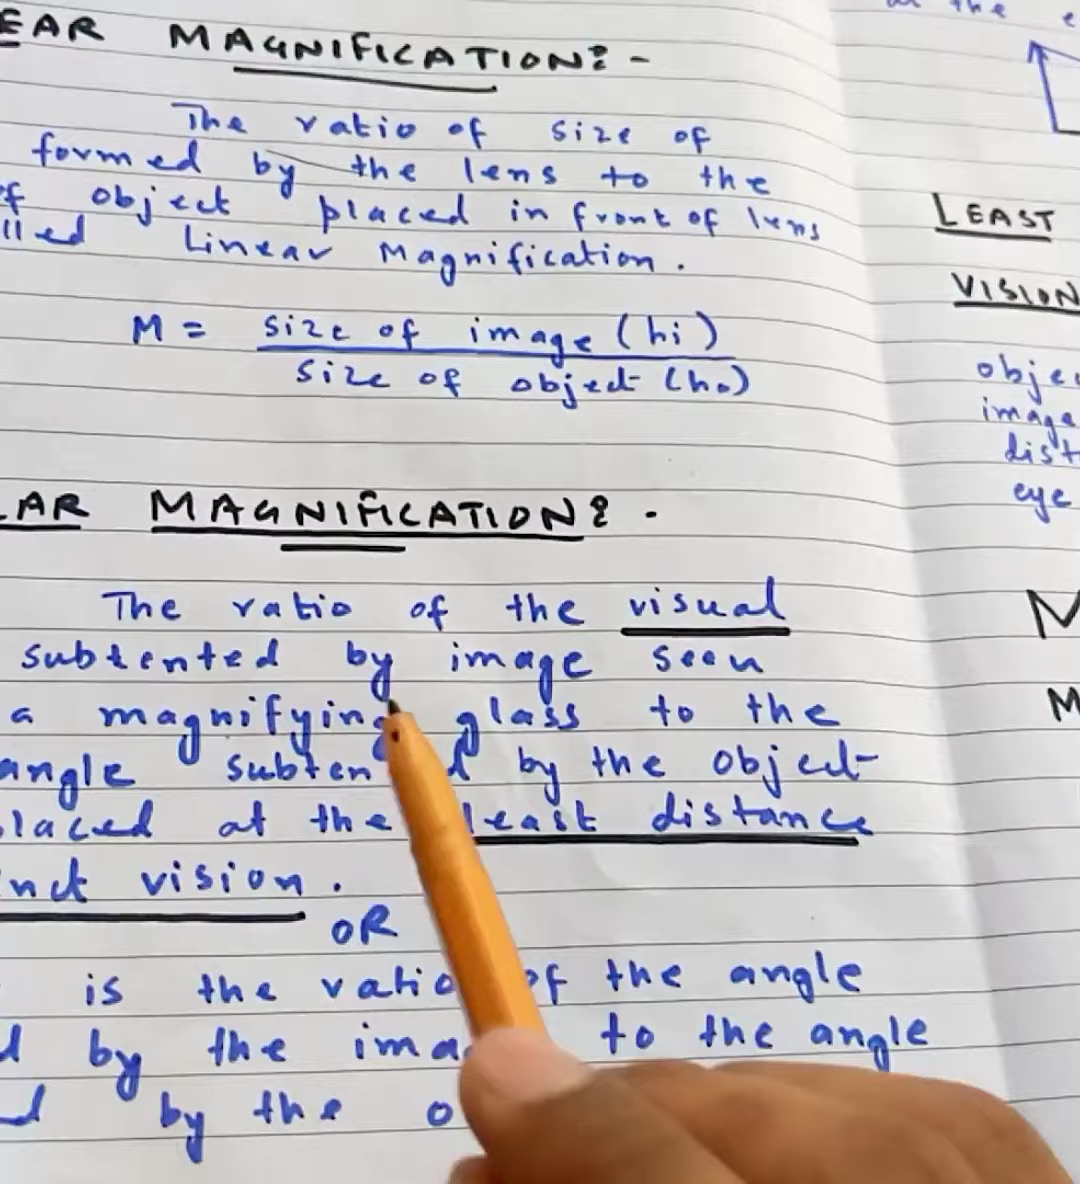 EAR MAGNIFICATION:-
The ratio of size of
formed by the lens to the
of object placed in front of lens
lled Linear Magnification.
M = size of image (hi)
size of object (ho)
LAR MAGNIFICATION:-
The ratio of the visual
subtented by image seen
a magnifying glass to the
angle subten d by the object
placed at the least distance
nct vision.
OR
is the ratio of the angle
d by the ima to the angle
d by the o
the e
LEAST
VISION
objec
image
dist
eye
M
M